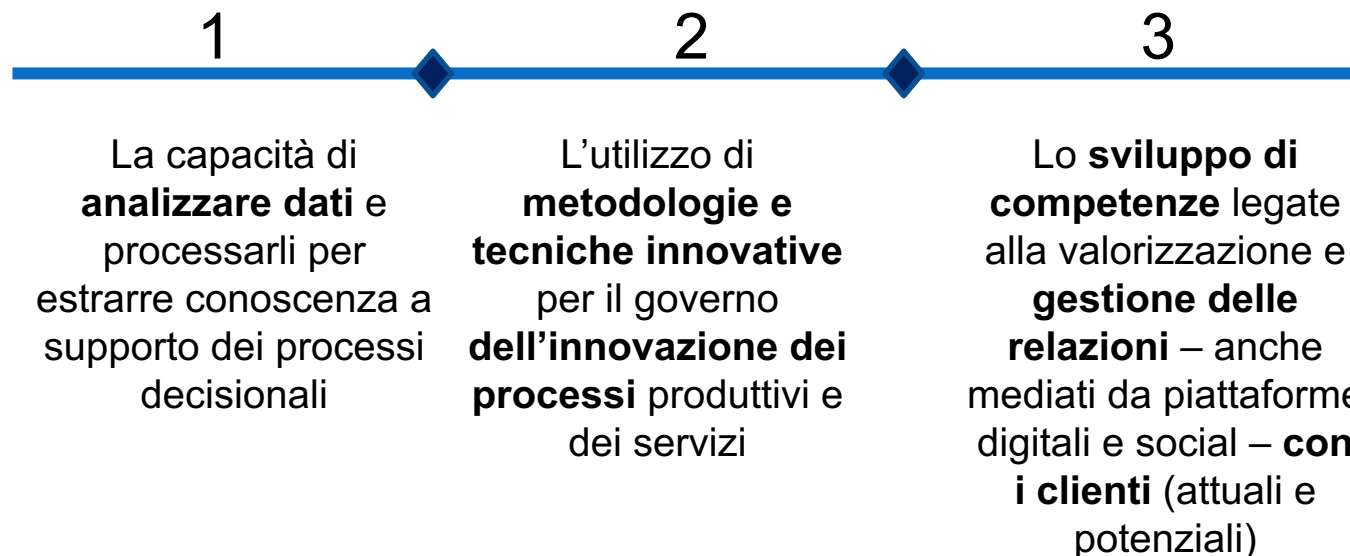 1
2
3
La capacità di
analizzare dati e
processarli per
estrarre conoscenza a
supporto dei processi
decisionali
L’utilizzo di
metodologie e
tecniche innovative
per il governo
dell’innovazione dei
processi produttivi e
dei servizi
Lo sviluppo di
competenze legate
alla valorizzazione e
gestione delle
relazioni – anche
mediati da piattaforme
digitali e social – con
i clienti (attuali e
potenziali)